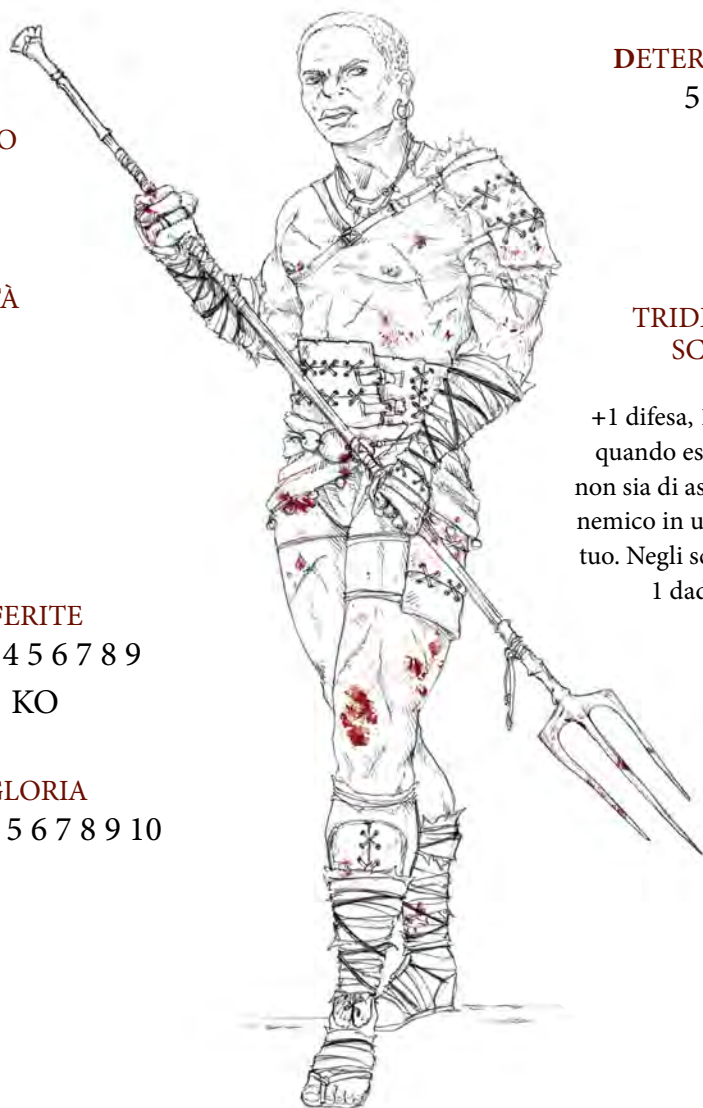 DETER
5
O
TÀ
TRID
SC
+1 difesa, 
quando es
non sia di as
nemico in u
tuo. Negli s
1 dad
FERITE
4 5 6 7 8 9
KO
GLORIA
5 6 7 8 9 10